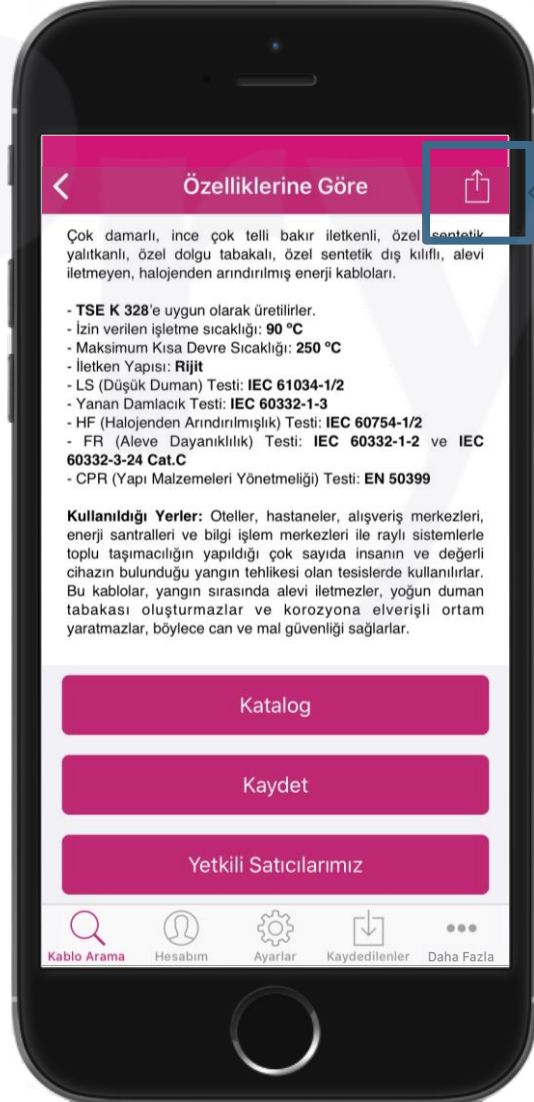 Özelliklerine Göre
Çok damarlı, ince çok telli bakır iletkenli, özel sentetik
yalıtkanlı, özel dolgu tabakalı, özel sentetik dış kılıflı, alevi
iletmeyen, halojenden arındırılmış enerji kabloları.
- TSE K 328'e uygun olarak üretilirler.
- İzin verilen işletme sıcaklığı: 90 ºC
- Maksimum Kısa Devre Sıcaklığı: 250 ºC
- İletken Yapısı: Rijit
- LS (Düşük Duman) Testi: IEC 61034-1/2
- Yanan Damlacık Testi: IEC 60332-1-3
- HF (Halojenden Arındırılmışlık) Testi: IEC 60754-1/2
- FR (Aleve Dayanıklılık) Testi: IEC 60332-1-2 ve IEC
60332-3-24 Cat.C
- CPR (Yapı Malzemeleri Yönetmeliği) Testi: EN 50399
Kullanıldığı Yerler: Oteller, hastaneler, alışveriş merkezleri,
enerji santralleri ve bilgi işlem merkezleri ile raylı sistemlerle
toplu taşımacılığın yapıldığı çok sayıda insanın ve değerli
cihazın bulunduğu yangın tehlikesi olan tesislerde kullanılırlar.
Bu kablolar, yangın sırasında alevi iletmezler, yoğun duman
tabakası oluşturmazlar ve korozyona elverişli ortam
yaratmazlar, böylece can ve mal güvenliği sağlarlar.
Katalog
Kaydet
Yetkili Satıcılarımız
Kablo Arama Hesabım Ayarlar Kaydedilenler Daha Fazla